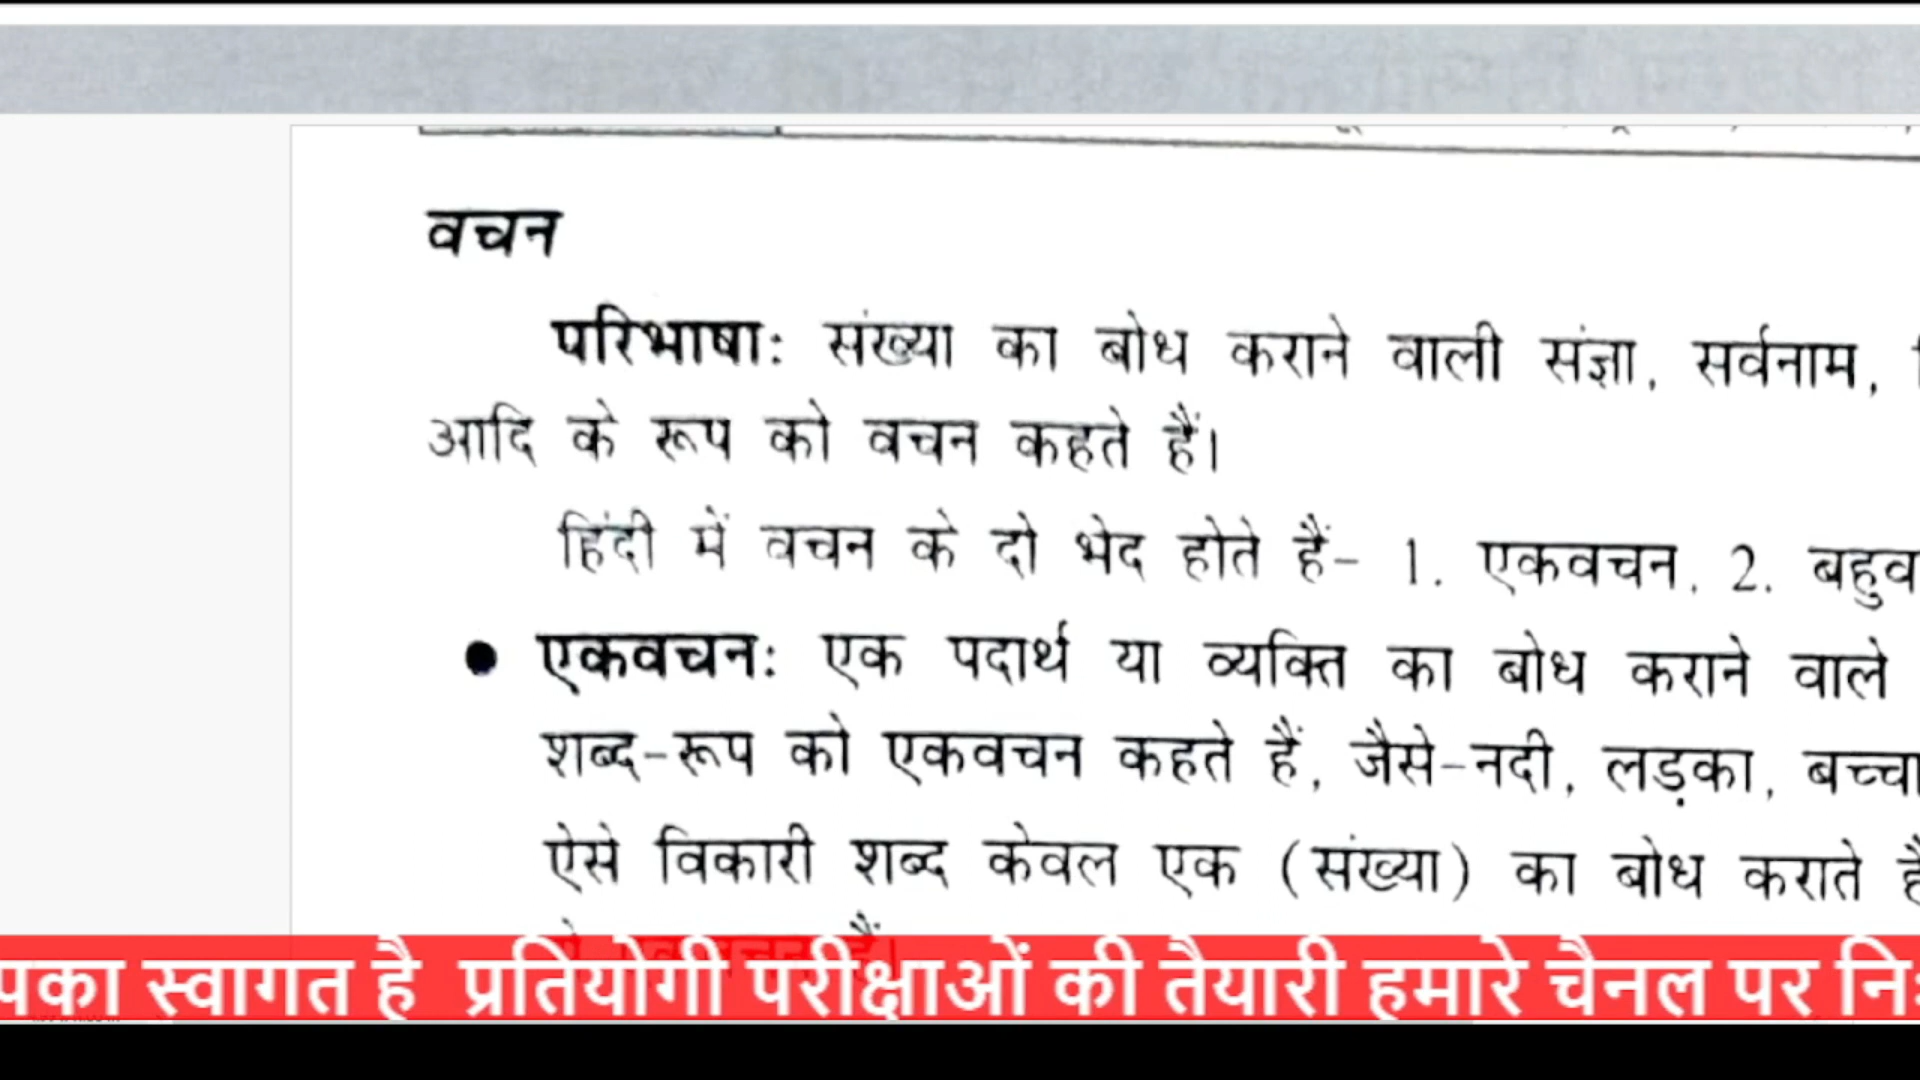 वचन
परिभाषाः संख्या का बोध कराने वाली संज्ञा, सर्वनाम,
आदि के रूप को वचन कहते हैं।
हिंदी में वचन के दो भेद होते हैं- 1. एकवचन, 2. बहुव
● एकवचनः एक पदार्थ या व्यक्ति का बोध कराने वाले
शब्द-रूप को एकवचन कहते हैं, जैसे-नदी, लड़का, बच्चा
ऐसे विकारी शब्द केवल एक (संख्या) का बोध कराते है
पका स्वागत है प्रतियोगी परीक्षाओं की तैयारी हमारे चैनल पर निः